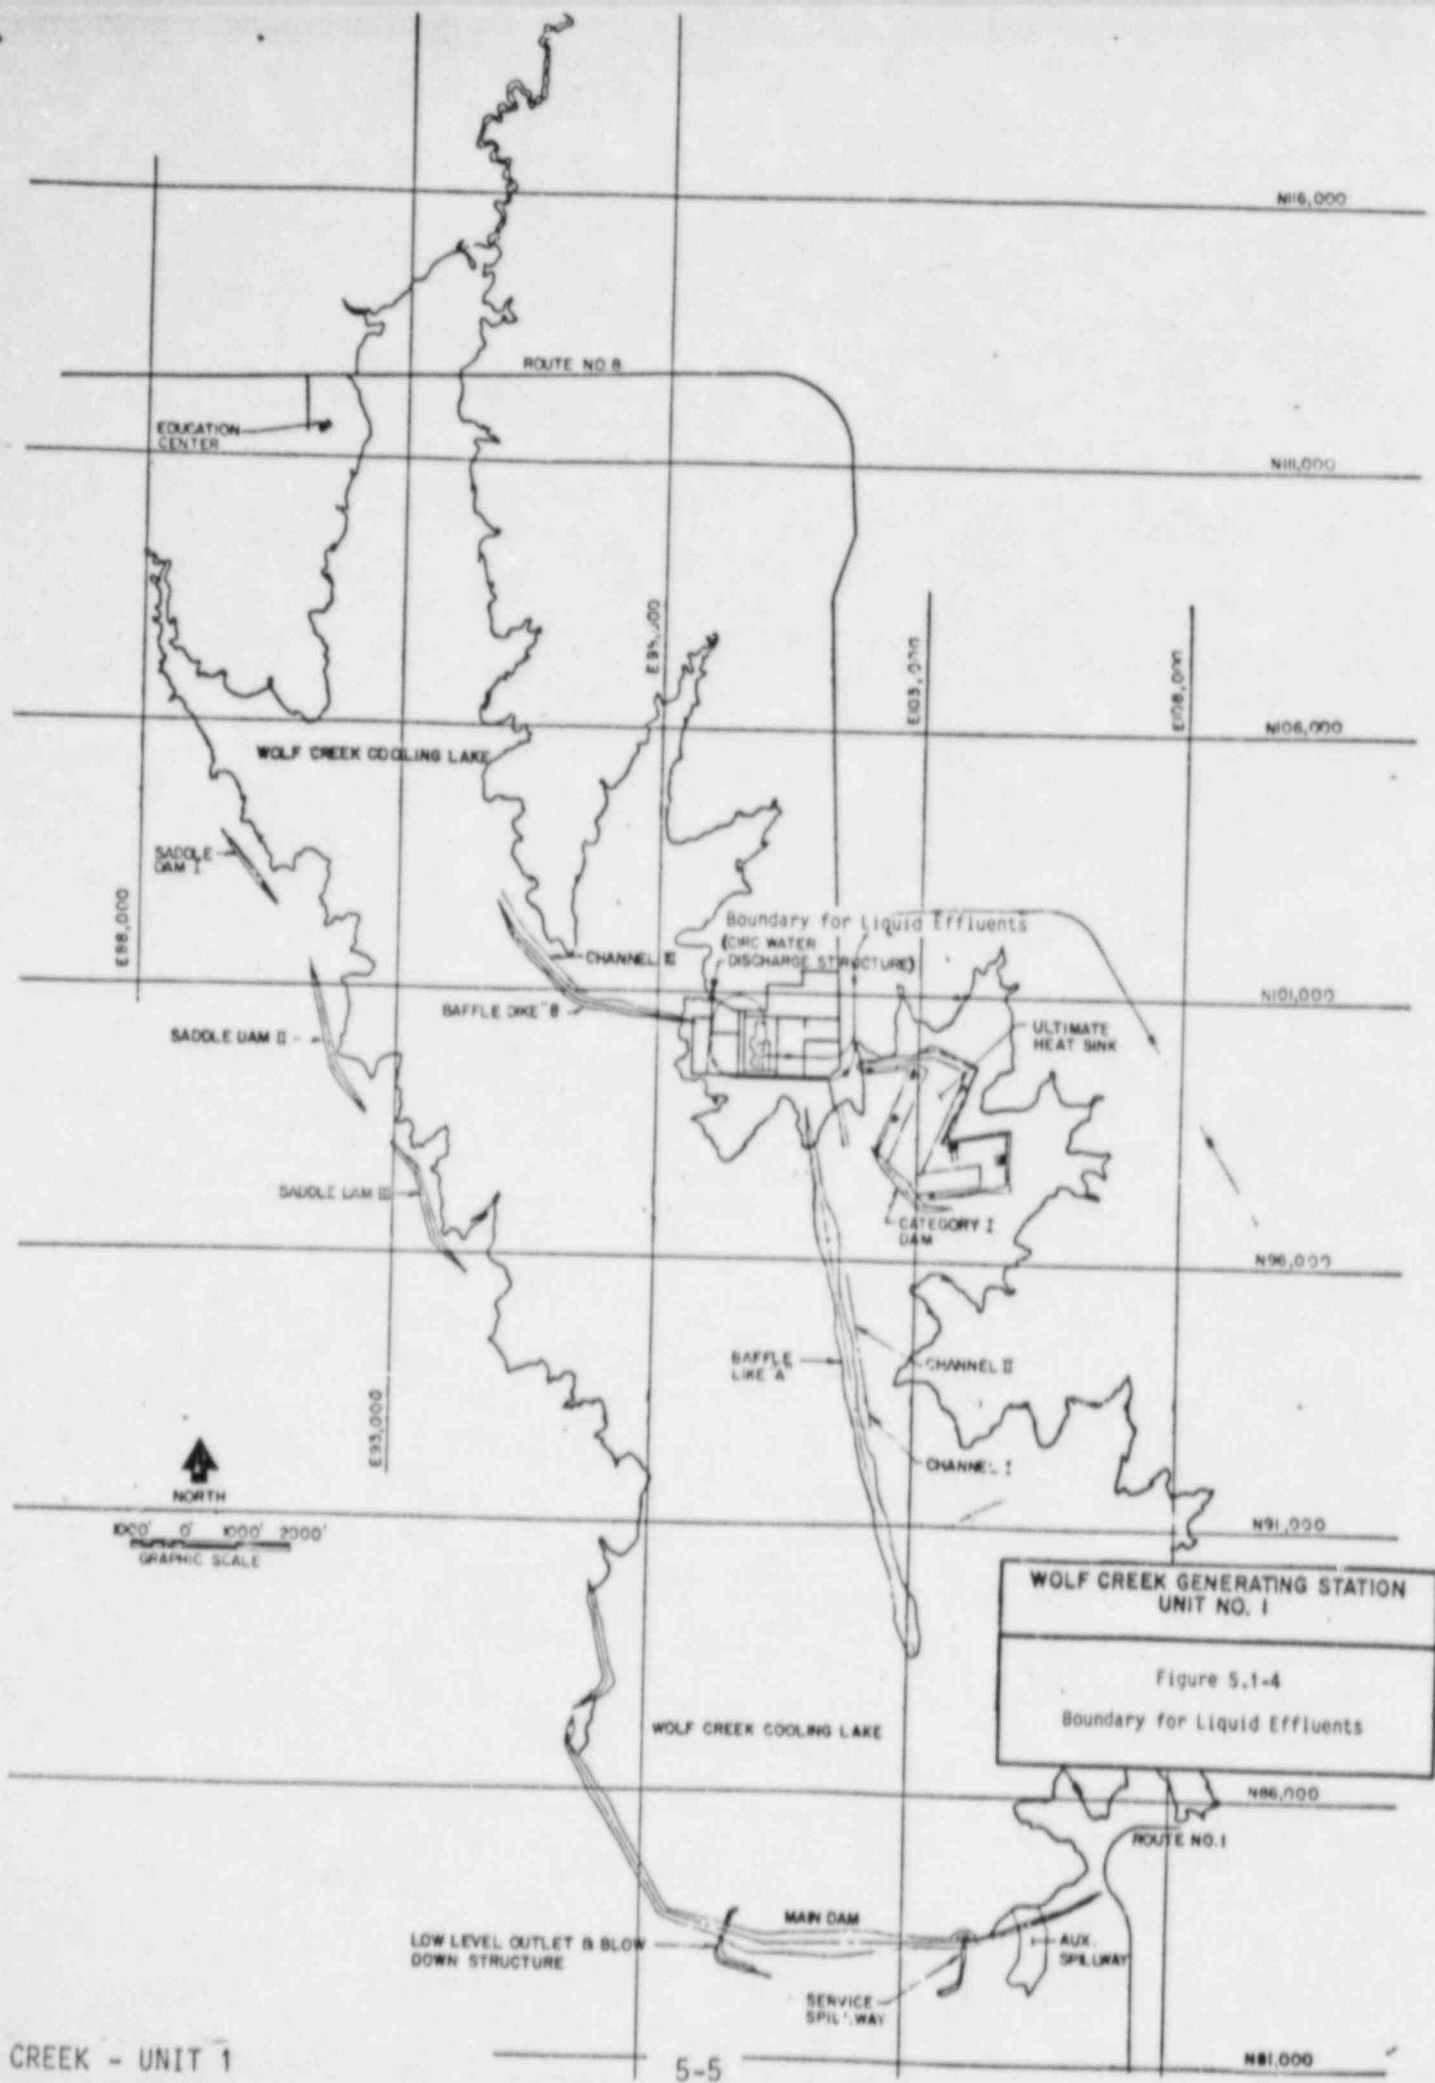 N116,000
ROUTE NO.8
EDUCATION
CENTER
N111,000
E103,000
E108,000
N106,000
WOLF CREEK COOLING LAKE
SADDLE
DAM I
E88,000
Boundary for Liquid Effluents
(CIRC WATER
DISCHARGE STRUCTURE)
CHANNEL III
N101,000
BAFFLE DIKE "B
SADDLE DAM II
ULTIMATE
HEAT SINK
SADDLE DAM III
CATEGORY I
DAM
N96,000
BAFFLE
LIKE "A"
CHANNEL II
E93,000
CHANNEL I
NORTH
1000' 0' 1000' 2000'
GRAPHIC SCALE
N91,000
WOLF CREEK GENERATING STATION
UNIT NO. 1
Figure 5.1-4
Boundary for Liquid Effluents
WOLF CREEK COOLING LAKE
N86,000
ROUTE NO.1
MAIN DAM
LOW LEVEL OUTLET & BLOW
DOWN STRUCTURE
AUX.
SPILLWAY
SERVICE
SPILLWAY
CREEK - UNIT 1
5-5
N81,000